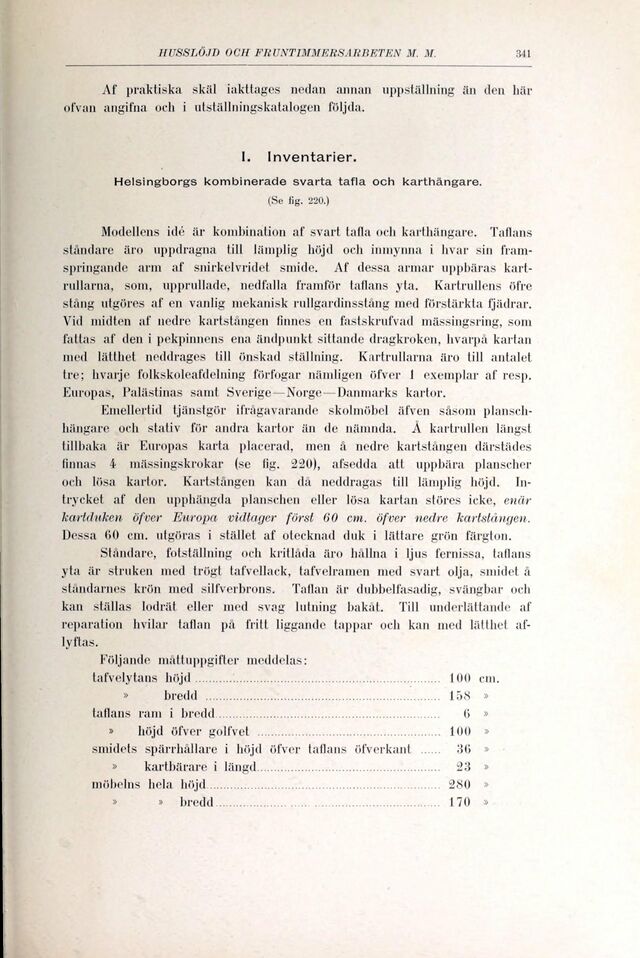 HUSSLÖJD OCH FRUNTIMMERSARBETEN M. M. 341
Af praktiska skäl iakttages nedan annan uppställning än den här
ofvan angifna och i utställningskatalogen följda.
I. Inventarier.
Helsingborgs kombinerade svarta tafla och karthängare.
(Se fig. 220.)
Modellens idé är kombination af svart tafla och karthängare. Taflans
ståndare äro uppdragna till lämplig höjd och inmynna i hvar sin fram-
springande arm af snirkelvridet smide. Af dessa armar uppbäras kart-
rullarna, som, upprullade, nedfalla framför taflans yta. Kartrullens öfre
stång utgöres af en vanlig mekanisk rullgardinsstång med förstärkta fjädrar.
Vid midten af nedre kartstången finnes en fastskrufvad mässingsring, som
fattas af den i pekpinnens ena ändpunkt sittande dragkroken, hvarpå kartan
med lätthet neddrages till önskad ställning. Kartrullarna äro till antalet
tre; hvarje folkskoleafdelning förfogar nämligen öfver 1 exemplar af resp.
Europas, Palästinas samt Sverige—Norge—Danmarks kartor.
Emellertid tjänstgör ifrågavarande skolmöbel äfven såsom plansch-
hängare och stativ för andra kartor än de nämnda. Å kartrullen längst
tillbaka är Europas karta placerad, men å nedre kartstången därstädes
finnas 4 mässingskrokar (se fig. 220), afsedda att uppbära planscher
och lösa kartor. Kartstången kan då neddragas till lämplig höjd. In-
trycket af den upphängda planschen eller lösa kartan störes icke, enär
kartduken öfver Europa vidtager först 60 cm. öfver nedre kartstången.
Dessa 60 cm. utgöras i stället af otecknad duk i lättare grön färgton.
Ståndare, fotställning och kritlåda äro hållna i ljus fernissa, taflans
yta är struken med trögt tafvellack, tafvelramen med svart olja, smidet å
ståndarnes krön med silfverbrons. Taflan är dubbelfasadig, svängbar och
kan ställas lodrät eller med svag lutning bakåt. Till underlättande af
reparation hvilar taflan på fritt liggande tappar och kan med lätthet af-
lyftas.
Följande måttuppgifter meddelas:
tafvelytans höjd ........................ 100 cm.
» bredd ........................ 158 »
taflans ram i bredd ........................ 6 »
» höjd öfver golfvet ........................ 100 »
smidets spärrhållare i höjd öfver taflans öfverkant ...... 36 »
» kartbärare i längd ........................ 23 »
möbelns hela höjd ........................ 280 »
» » bredd ........................ 170 »